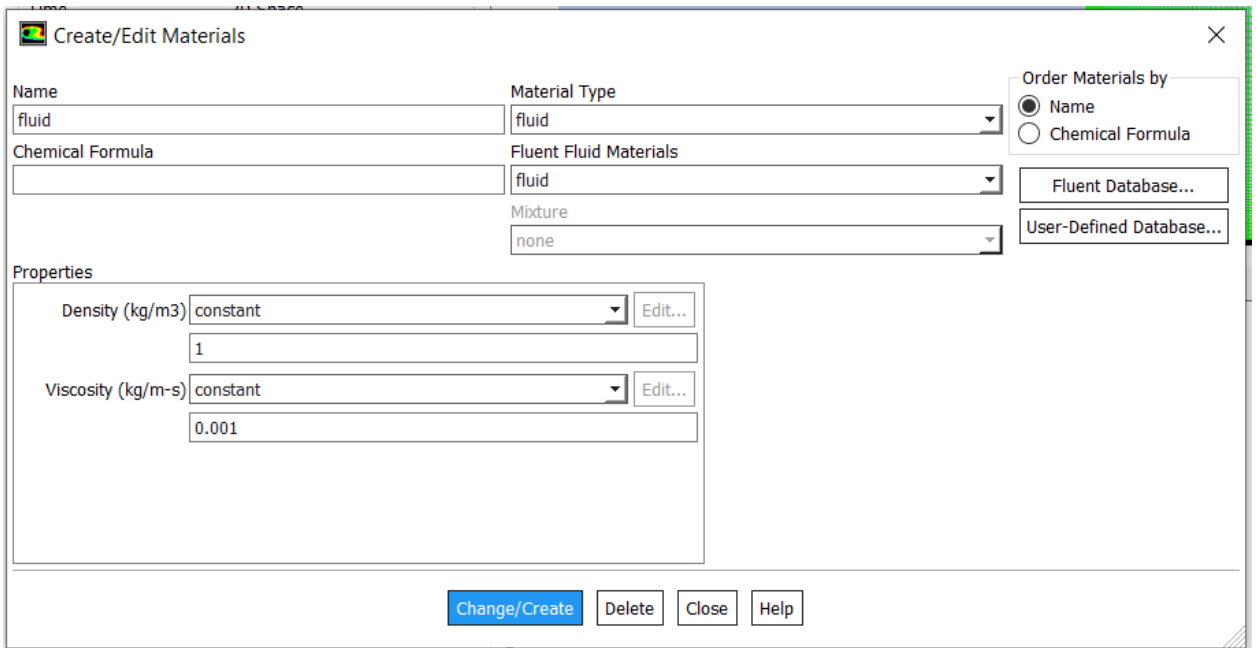 Create/Edit Materials
Name
fluid
Chemical Formula
Material Type
fluid
Fluent Fluid Materials
fluid
Mixture
none
Order Materials by
Name
Chemical Formula
Fluent Database...
User-Defined Database...
Properties
Density (kg/m3) constant Edit...
1
Viscosity (kg/m-s) constant Edit...
0.001
Change/Create Delete Close Help